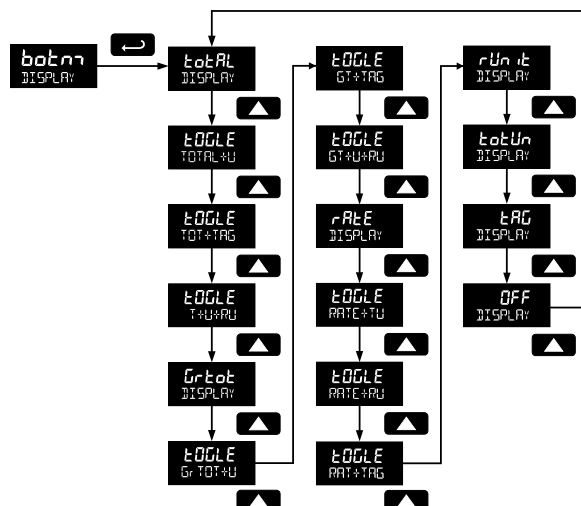 botm
DISPLAY
totAL
DISPLAY
tOGLE
TOTAL+U
tOGLE
TOT+TAG
tOGLE
T+U+RU
Grtot
DISPLAY
tOGLE
Gr TOT+U
tOGLE
GT+TAG
tOGLE
GT+U+RU
rAtE
DISPLAY
tOGLE
RATE+TU
tOGLE
RATE+RU
tOGLE
RAT+TAG
rUnit
DISPLAY
totUn
DISPLAY
tAG
DISPLAY
OFF
DISPLAY